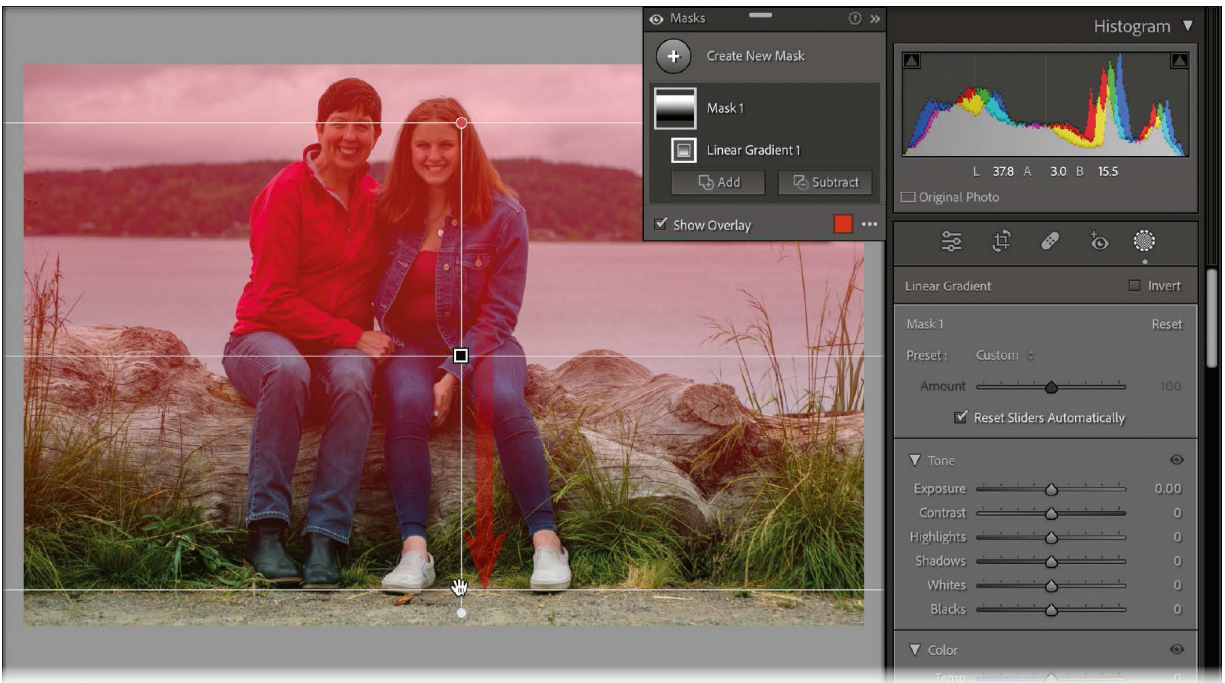 Masks
Create New Mask
Mask 1
Linear Gradient 1
Add Subtract
Show Overlay
Histogram
L 37.8 A 3.0 B 15.5
Original Photo
Linear Gradient Invert
Mask 1 Reset
Preset : Custom
Amount 100
Reset Sliders Automatically
Tone
Exposure 0.00
Contrast 0
Highlights 0
Shadows 0
Whites 0
Blacks 0
Color
Temp 0